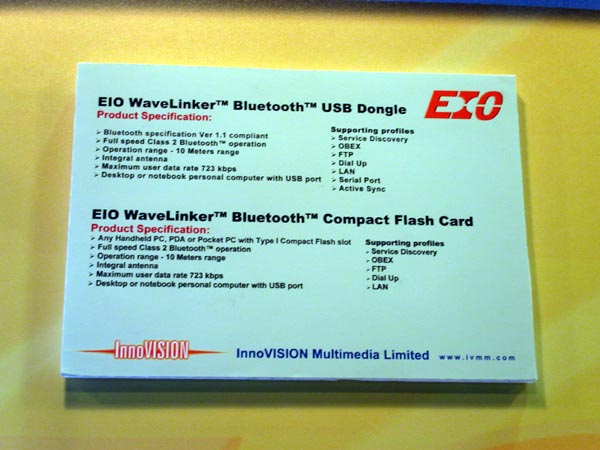 EIO WaveLinker™ Bluetooth™ USB Dongle
EIO
Product Specification:
➢ Bluetooth specification Ver 1.1 compliant
➢ Full speed Class 2 Bluetooth™ operation
➢ Operation range - 10 Meters range
➢ Integral antenna
➢ Maximum user data rate 723 kbps
➢ Desktop or notebook personal computer with USB port
Supporting profiles
➢ Service Discovery
➢ OBEX
➢ FTP
➢ Dial Up
➢ LAN
➢ Serial Port
➢ Active Sync
EIO WaveLinker™ Bluetooth™ Compact Flash Card
Product Specification:
➢ Any Handheld PC, PDA or Pocket PC with Type I Compact Flash slot
➢ Full speed Class 2 Bluetooth™ operation
➢ Operation range - 10 Meters range
➢ Integral antenna
➢ Maximum user data rate 723 kbps
➢ Desktop or notebook personal computer with USB port
Supporting profiles
➢ Service Discovery
➢ OBEX
➢ FTP
➢ Dial Up
➢ LAN
InnoVISION
InnoVISION Multimedia Limited www.ivmm.com